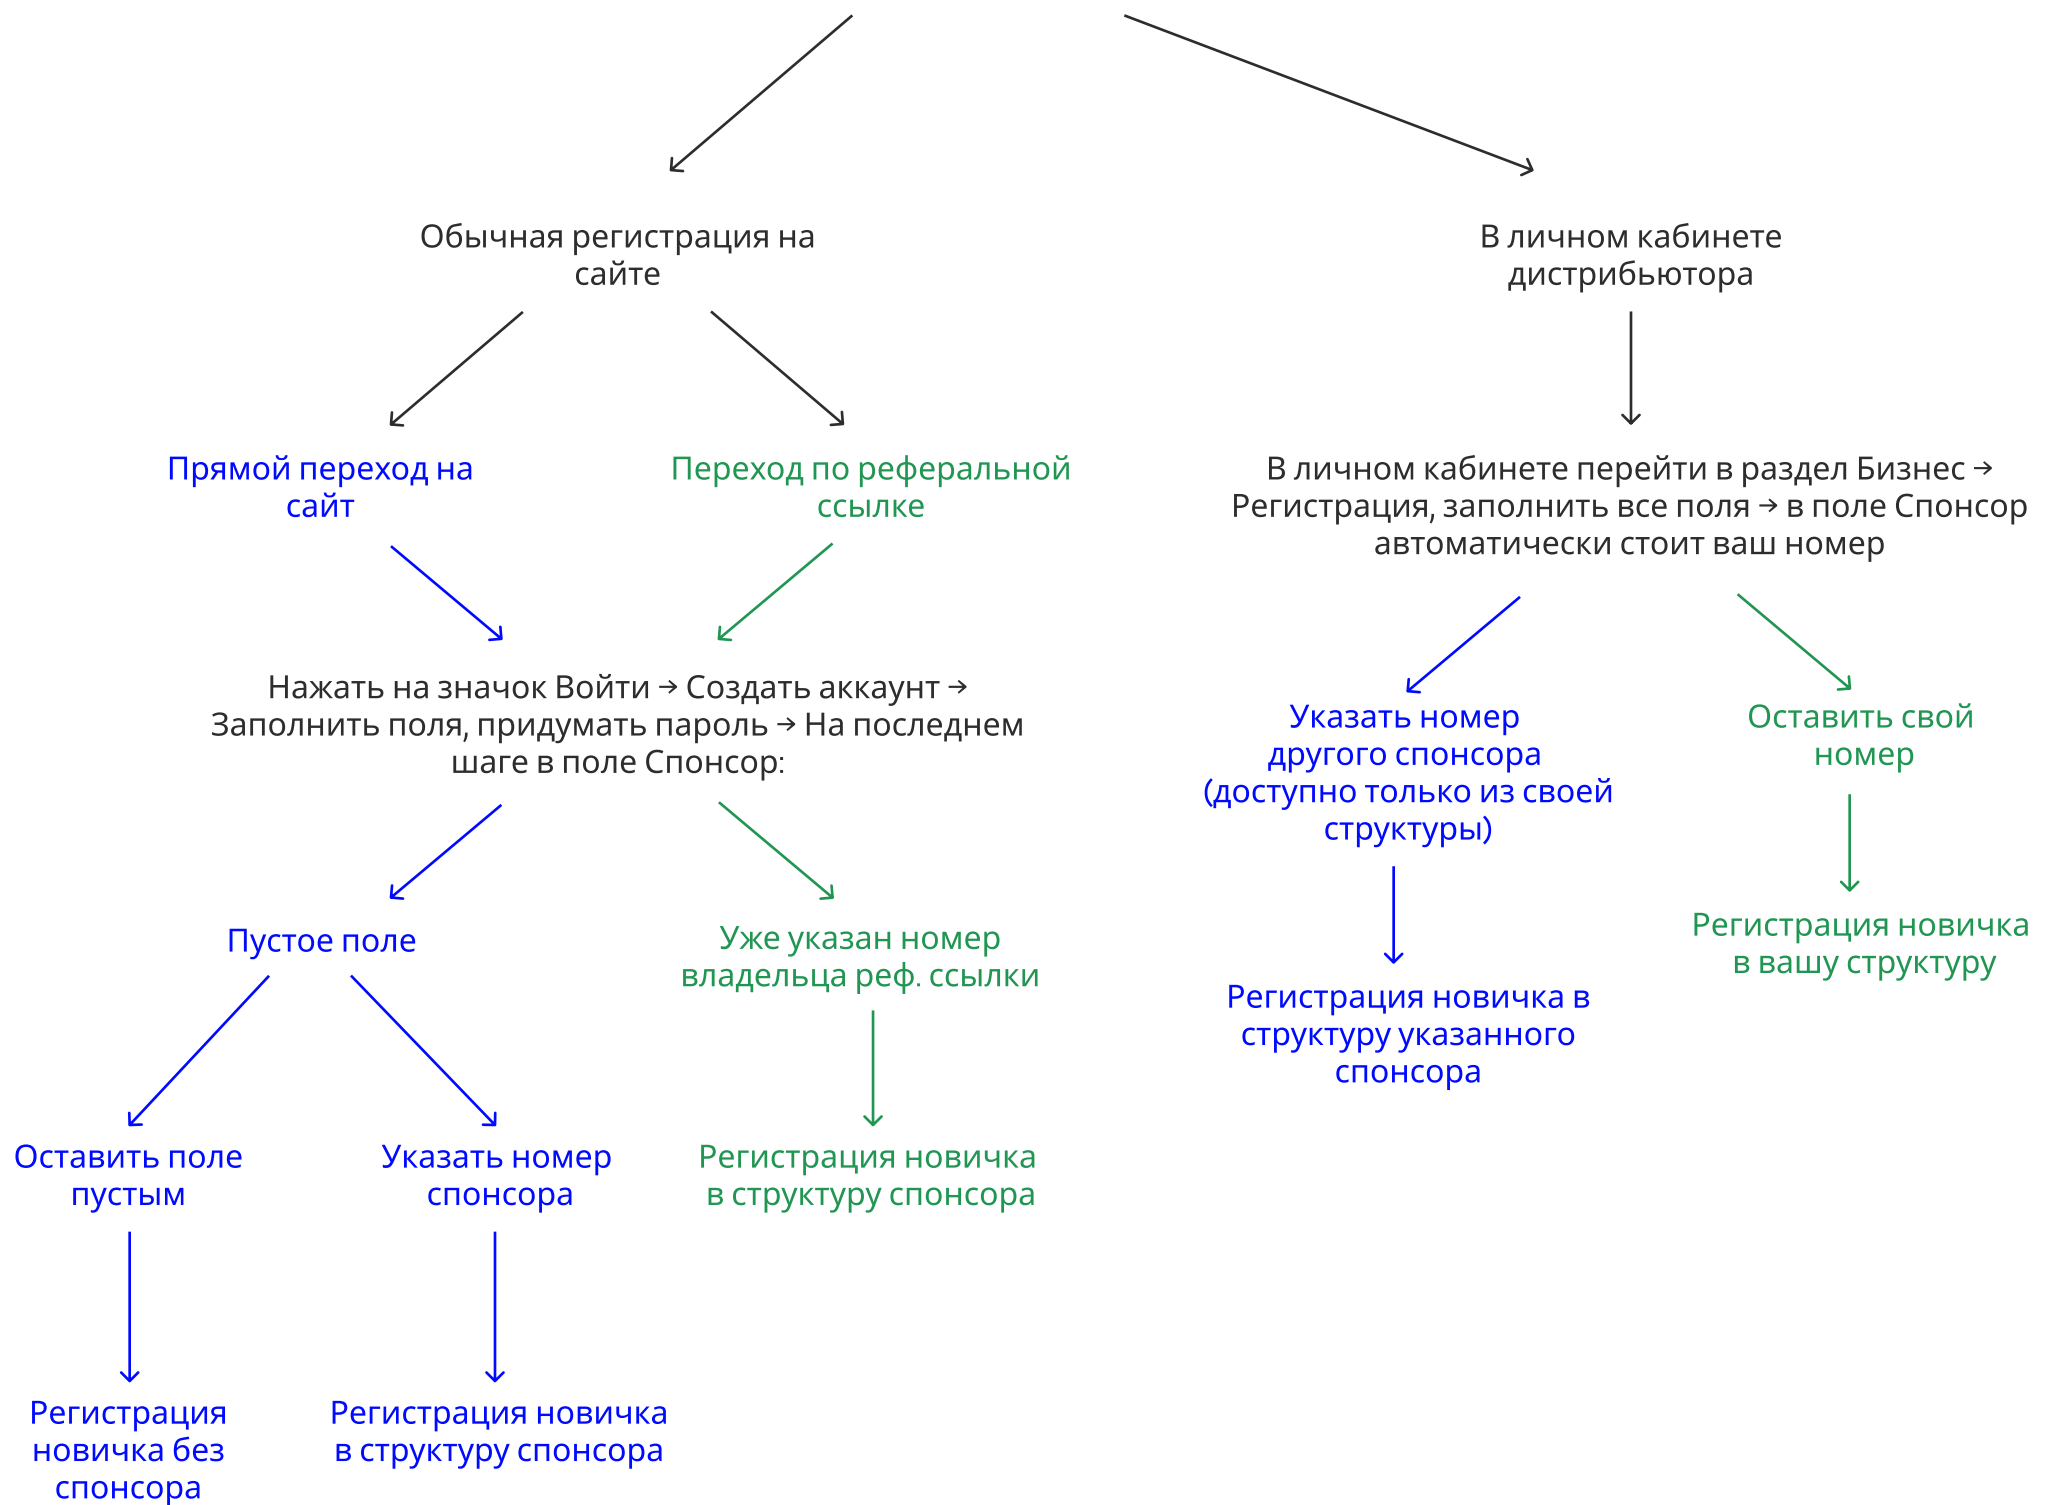 Обычная регистрация на
сайте
В личном кабинете
дистрибьютора
Прямой переход на
сайт
Переход по реферальной
ссылке
В личном кабинете перейти в раздел Бизнес →
Регистрация, заполнить все поля → в поле Спонсор
автоматически стоит ваш номер
Нажать на значок Войти → Создать аккаунт →
Заполнить поля, придумать пароль → На последнем
шаге в поле Спонсор:
Указать номер
другого спонсора
(доступно только из своей
структуры)
Оставить свой
номер
Пустое поле
Уже указан номер
владельца реф. ссылки
Регистрация новичка
в вашу структуру
Регистрация новичка в
структуру указанного
спонсора
Оставить поле
пустым
Указать номер
спонсора
Регистрация новичка
в структуру спонсора
Регистрация
новичка без
спонсора
Регистрация новичка
в структуру спонсора